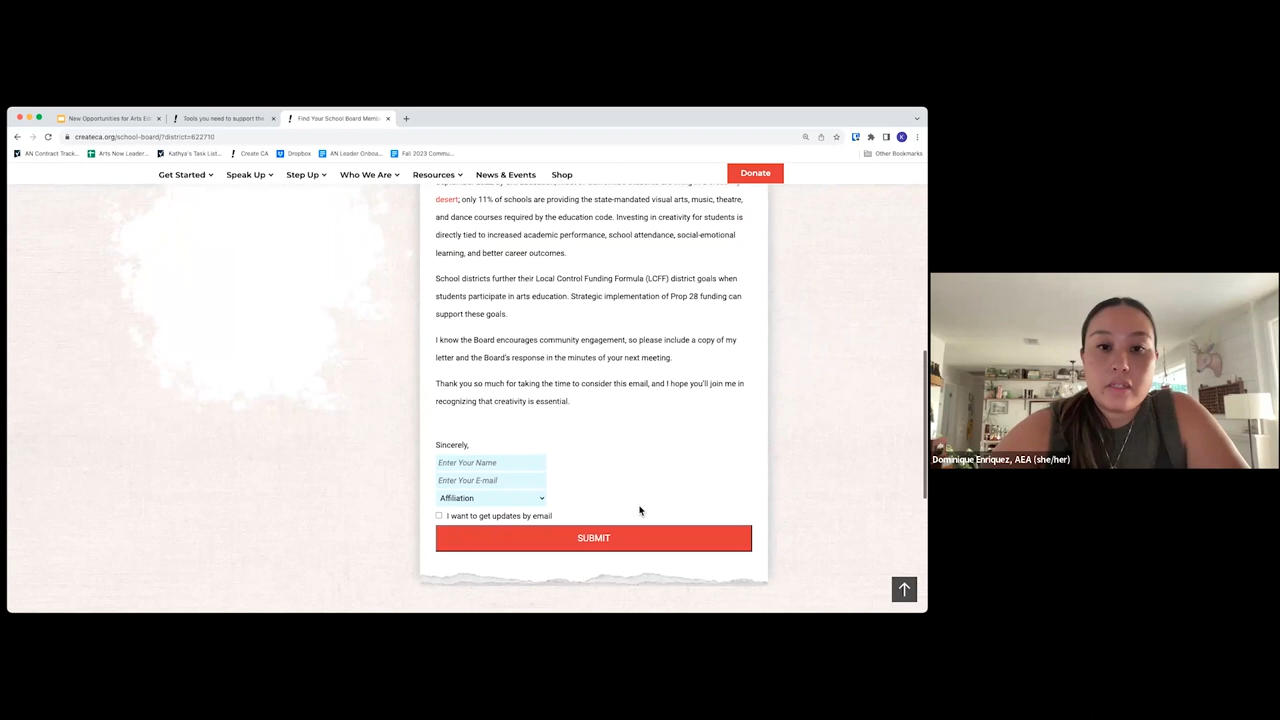 New Opportunities for Arts Ed
Tools you need to support the
Find Your School Board Memb
createca.org/school-board/?district=622710
AN Contract Track...
Arts Now Leader...
Kathya's Task List...
Create CA
Dropbox
AN Leader Onboa...
Fall 2023 Commu...
Other Bookmarks
K
Get Started
Speak Up
Step Up
Who We Are
Resources
News & Events
Shop
Donate
desert; only 11% of schools are providing the state-mandated visual arts, music, theatre,
and dance courses required by the education code. Investing in creativity for students is
directly tied to increased academic performance, school attendance, social-emotional
learning, and better career outcomes.
School districts further their Local Control Funding Formula (LCFF) district goals when
students participate in arts education. Strategic implementation of Prop 28 funding can
support these goals.
I know the Board encourages community engagement, so please include a copy of my
letter and the Board's response in the minutes of your next meeting.
Thank you so much for taking the time to consider this email, and I hope you'll join me in
recognizing that creativity is essential.
Sincerely,
Enter Your Name
Enter Your E-mail
Affiliation
I want to get updates by email
SUBMIT
Dominique Enriquez, AEA (she/her)